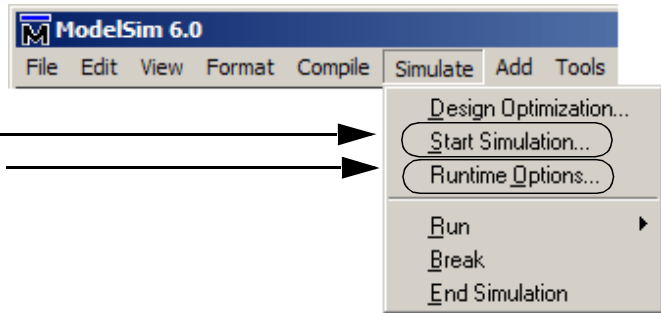 ModelSim 6.0
File Edit View Format Compile Simulate Add Tools
Design Optimization...
Start Simulation...
Runtime Options...
Run
Break
End Simulation